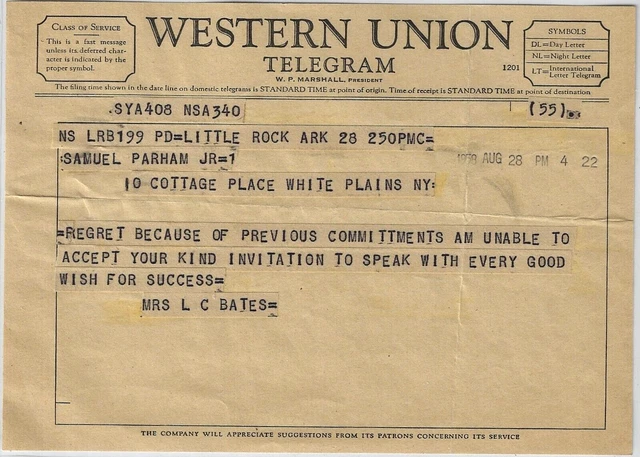 CLASS OF SERVICE
This is a fast message
unless its deferred char-
acter is indicated by the
proper symbol.
WESTERN UNION
TELEGRAM
W. P. MARSHALL, PRESIDENT
1201
SYMBOLS
DL=Day Letter
NL=Night Letter
LT=International
Letter Telegram
The filing time shown in the date line on domestic telegrams is STANDARD TIME at point of origin. Time of receipt is STANDARD TIME at point of destination
.SYA408 NSA340 (55)
NS LRB199 PD=LITTLE ROCK ARK 28 250PMC=
:SAMUEL PARHAM JR=1
AUG 28 PM 4 22
10 COTTAGE PLACE WHITE PLAINS NY:
=REGRET BECAUSE OF PREVIOUS COMMITTMENTS AM UNABLE TO
ACCEPT YOUR KIND INVITATION TO SPEAK WITH EVERY GOOD
WISH FOR SUCCESS=
MRS L C BATES=
THE COMPANY WILL APPRECIATE SUGGESTIONS FROM ITS PATRONS CONCERNING ITS SERVICE